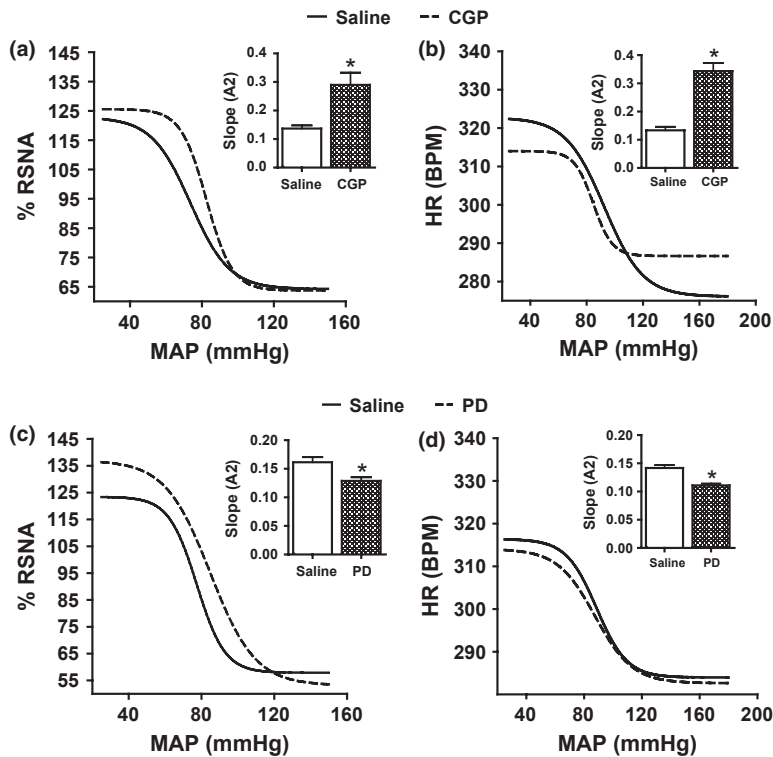 Saline CGP
(a)
145
135
125
115
105
95
85
75
65
% RSNA
40 80 120 160
MAP (mmHg)
0.4
0.3
0.2
0.1
0.0
Slope (A2)
*
Saline CGP
(b)
340
330
320
310
300
290
280
HR (BPM)
40 80 120 160 200
MAP (mmHg)
0.4
0.3
0.2
0.1
0.0
Slope (A2)
*
Saline CGP
Saline PD
(c)
145
135
125
115
105
95
85
75
65
55
% RSNA
40 80 120 160
MAP (mmHg)
0.20
0.15
0.10
0.05
0.00
Slope (A2)
*
Saline PD
(d)
340
330
320
310
300
290
HR (BPM)
40 80 120 160 200
MAP (mmHg)
0.20
0.15
0.10
0.05
0.00
Slope (A2)
*
Saline PD